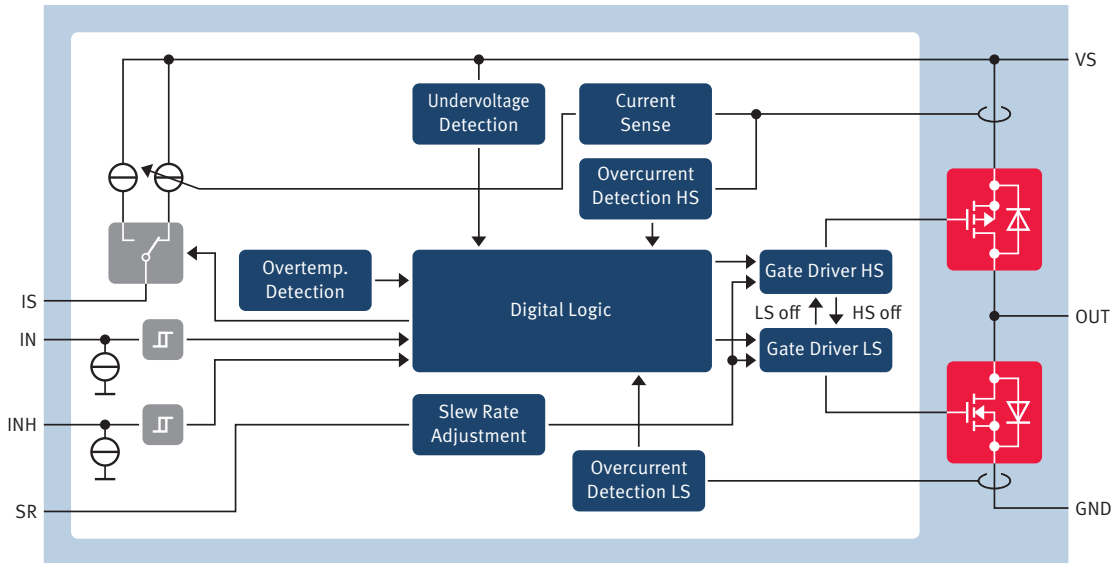 VS
Undervoltage
Detection
Current
Sense
Overcurrent
Detection HS
Overtemp.
Detection
Digital Logic
Gate Driver HS
LS off
HS off
Gate Driver LS
IS
IN
OUT
INH
Slew Rate
Adjustment
Overcurrent
Detection LS
SR
GND